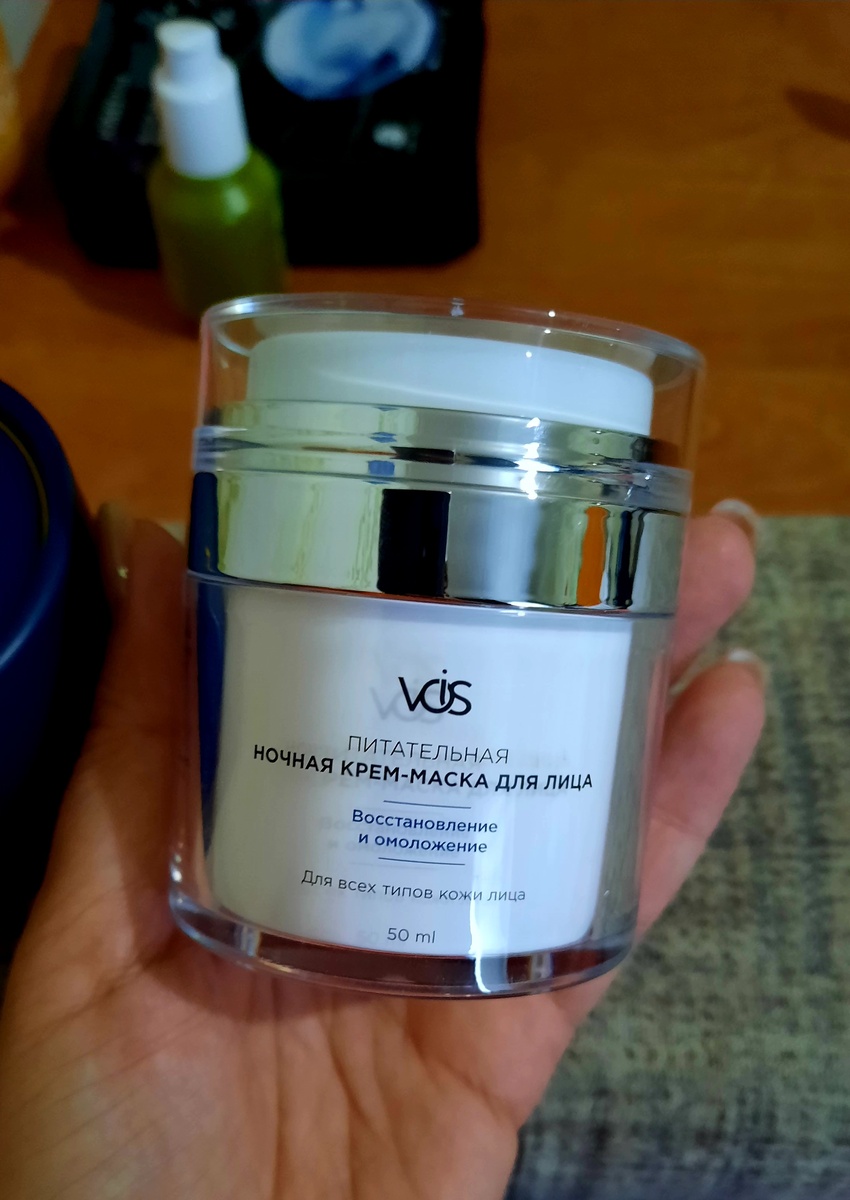 VOIS
ПИТАТЕЛЬНАЯ
НОЧНАЯ КРЕМ-МАСКА ДЛЯ ЛИЦА
Восстановление
и омоложение
Для всех типов кожи лица
50 ml